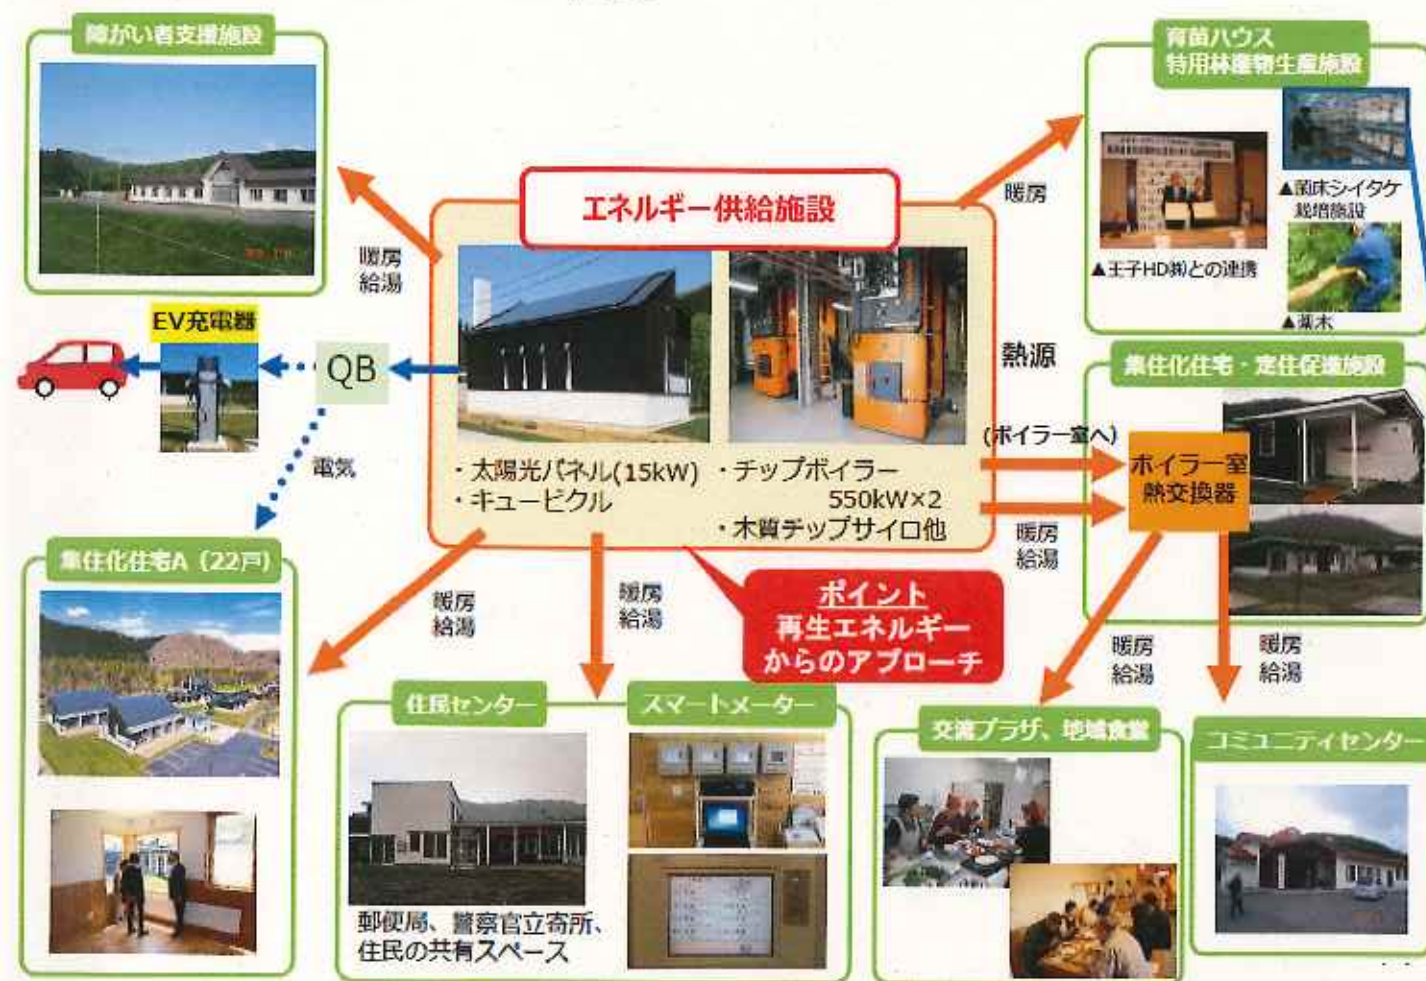 障がい者支援施設
育苗ハウス
特用林産物生産施設
エネルギー供給施設
暖房
▲菌床シイタケ
栽培施設
▲王子HD㈱との連携
▲薬木
暖房
給湯
EV充電器
QB
電気
熱源
・太陽光パネル(15kW)
・キュービクル
・チップボイラー
550kW×2
・木質チップサイロ他
集住化住宅・定住促進施設
(ボイラー室へ)
ボイラー室
熱交換器
暖房
給湯
集住化住宅A（22戸）
暖房
給湯
暖房
給湯
ポイント
再生エネルギー
からのアプローチ
暖房
給湯
暖房
給湯
住民センター
スマートメーター
郵便局、警察官立寄所、
住民の共有スペース
交流プラザ、地域食堂
コミュニティセンター